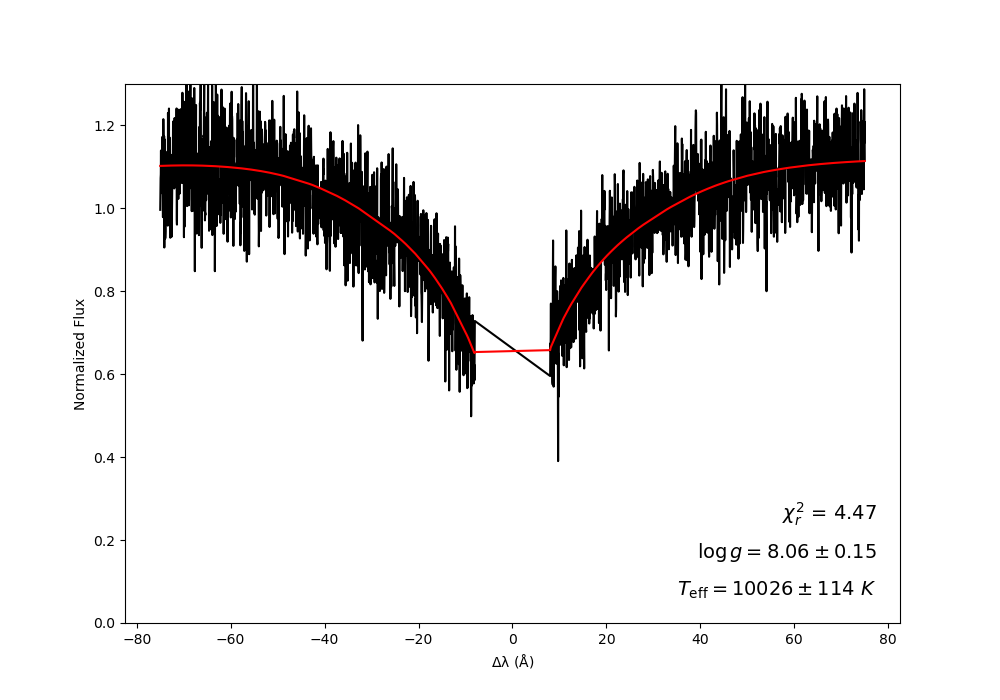 Normalized Flux
1.2
1.0
0.8
0.6
0.4
0.2
0.0
χ²ᵣ = 4.47
log g = 8.06 ± 0.15
T_eff = 10026 ± 114 K
−80 −60 −40 −20 0 20 40 60 80
Δλ (Å)